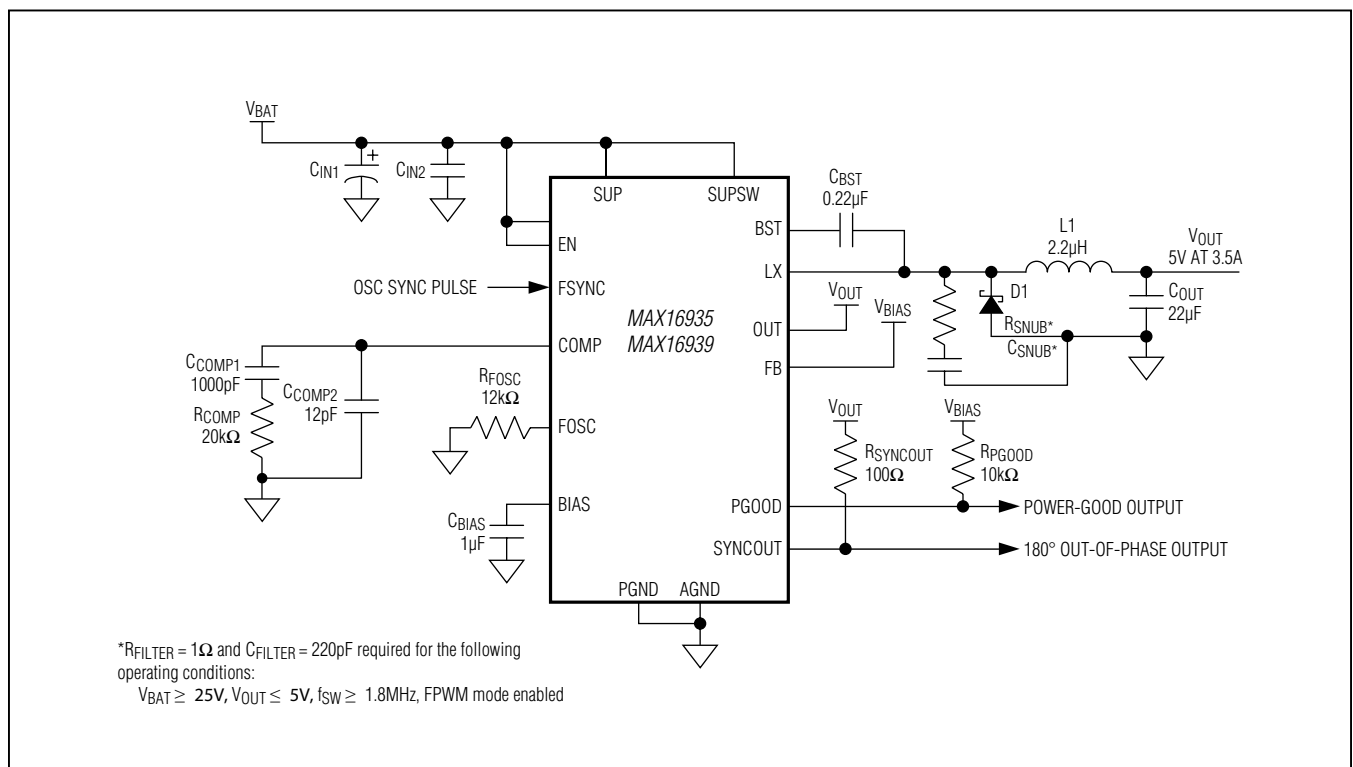 VBAT
CIN1
+
CIN2
SUP
SUPSW
EN
OSC SYNC PULSE
FSYNC
MAX16935
MAX16939
COMP
CCOMP1
1000pF
RCOMP
20kΩ
CCOMP2
12pF
RFOSC
12kΩ
FOSC
BIAS
CBIAS
1µF
PGND
AGND
BST
CBST
0.22µF
LX
L1
2.2µH
VOUT
5V AT 3.5A
D1
RSNUB*
CSNUB*
COUT
22µF
OUT
VOUT
FB
VBIAS
VOUT
RSYNCOUT
100Ω
VBIAS
RPGOOD
10kΩ
PGOOD
POWER-GOOD OUTPUT
SYNCOUT
180° OUT-OF-PHASE OUTPUT
*RFILTER = 1Ω and CFILTER = 220pF required for the following
operating conditions:
VBAT ≥ 25V, VOUT ≤ 5V, fSW ≥ 1.8MHz, FPWM mode enabled